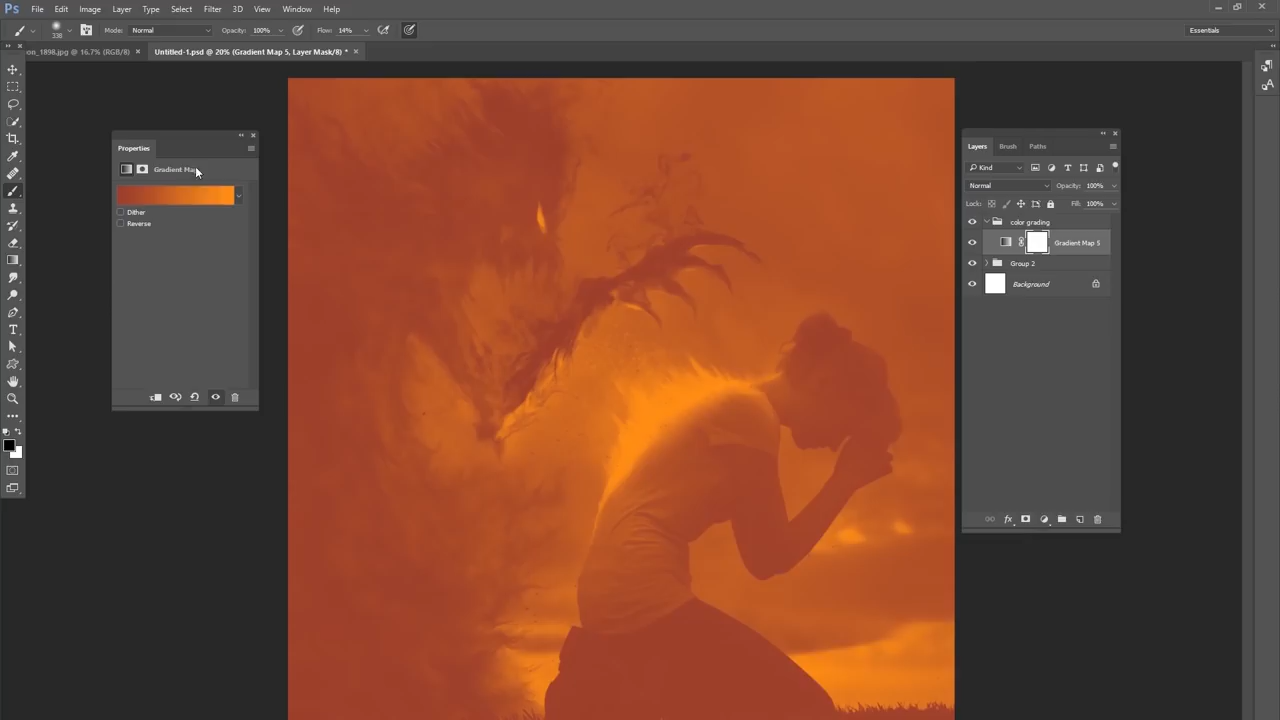 Ps File Edit Image Layer Type Select Filter 3D View Window Help
338 Mode: Normal Opacity: 100% Flow: 14% Essentials
on_1898.jpg @ 16,7% (RGB/8) × Untitled-1.psd @ 20% (Gradient Map 5, Layer Mask/8) * ×
Properties
Gradient Map
Dither
Reverse
Layers Brush Paths
Kind
Normal Opacity: 100%
Lock: Fill: 100%
color grading
Gradient Map 5
Group 2
Background